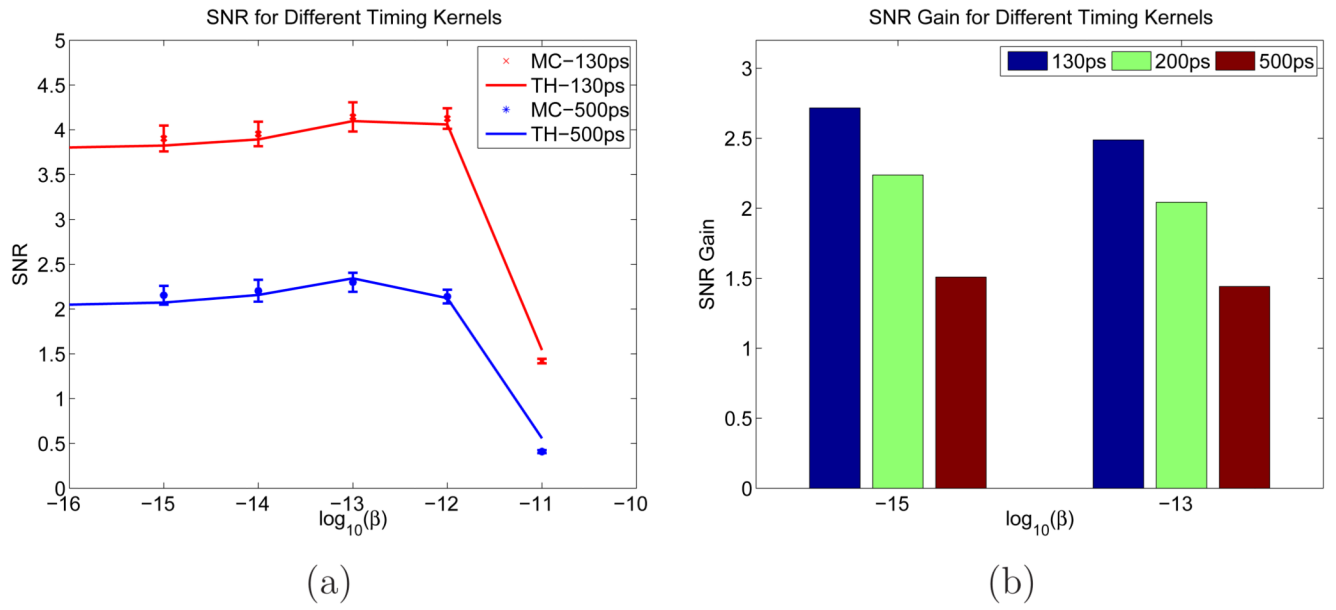 SNR for Different Timing Kernels
5
4.5
4
3.5
3
2.5
2
1.5
1
0.5
0
SNR
MC−130ps
TH−130ps
MC−500ps
TH−500ps
−16 −15 −14 −13 −12 −11 −10
log10(β)
(a)
SNR Gain for Different Timing Kernels
130ps 200ps 500ps
3
2.5
2
1.5
1
0.5
0
SNR Gain
−15 −13
log10(β)
(b)